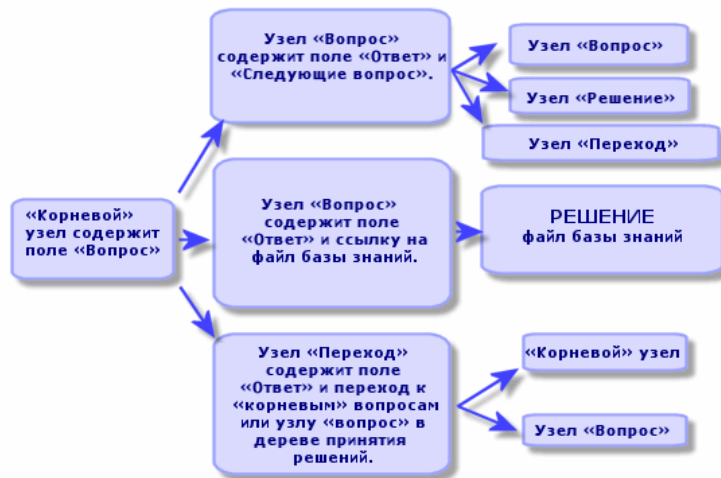 Узел «Вопрос»
содержит поле «Ответ» и
«Следующие вопрос».
Узел «Вопрос»
Узел «Решение»
Узел «Переход»
«Корневой»
узел содержит
поле «Вопрос»
Узел «Вопрос»
содержит поле
«Ответ» и ссылку на
файл базы знаний.
РЕШЕНИЕ
файл базы знаний
Узел «Переход»
содержит поле
«Ответ» и переход к
«корневым» вопросам
или узлу «вопрос» в
дереве принятия
решений.
«Корневой» узел
Узел «Вопрос»